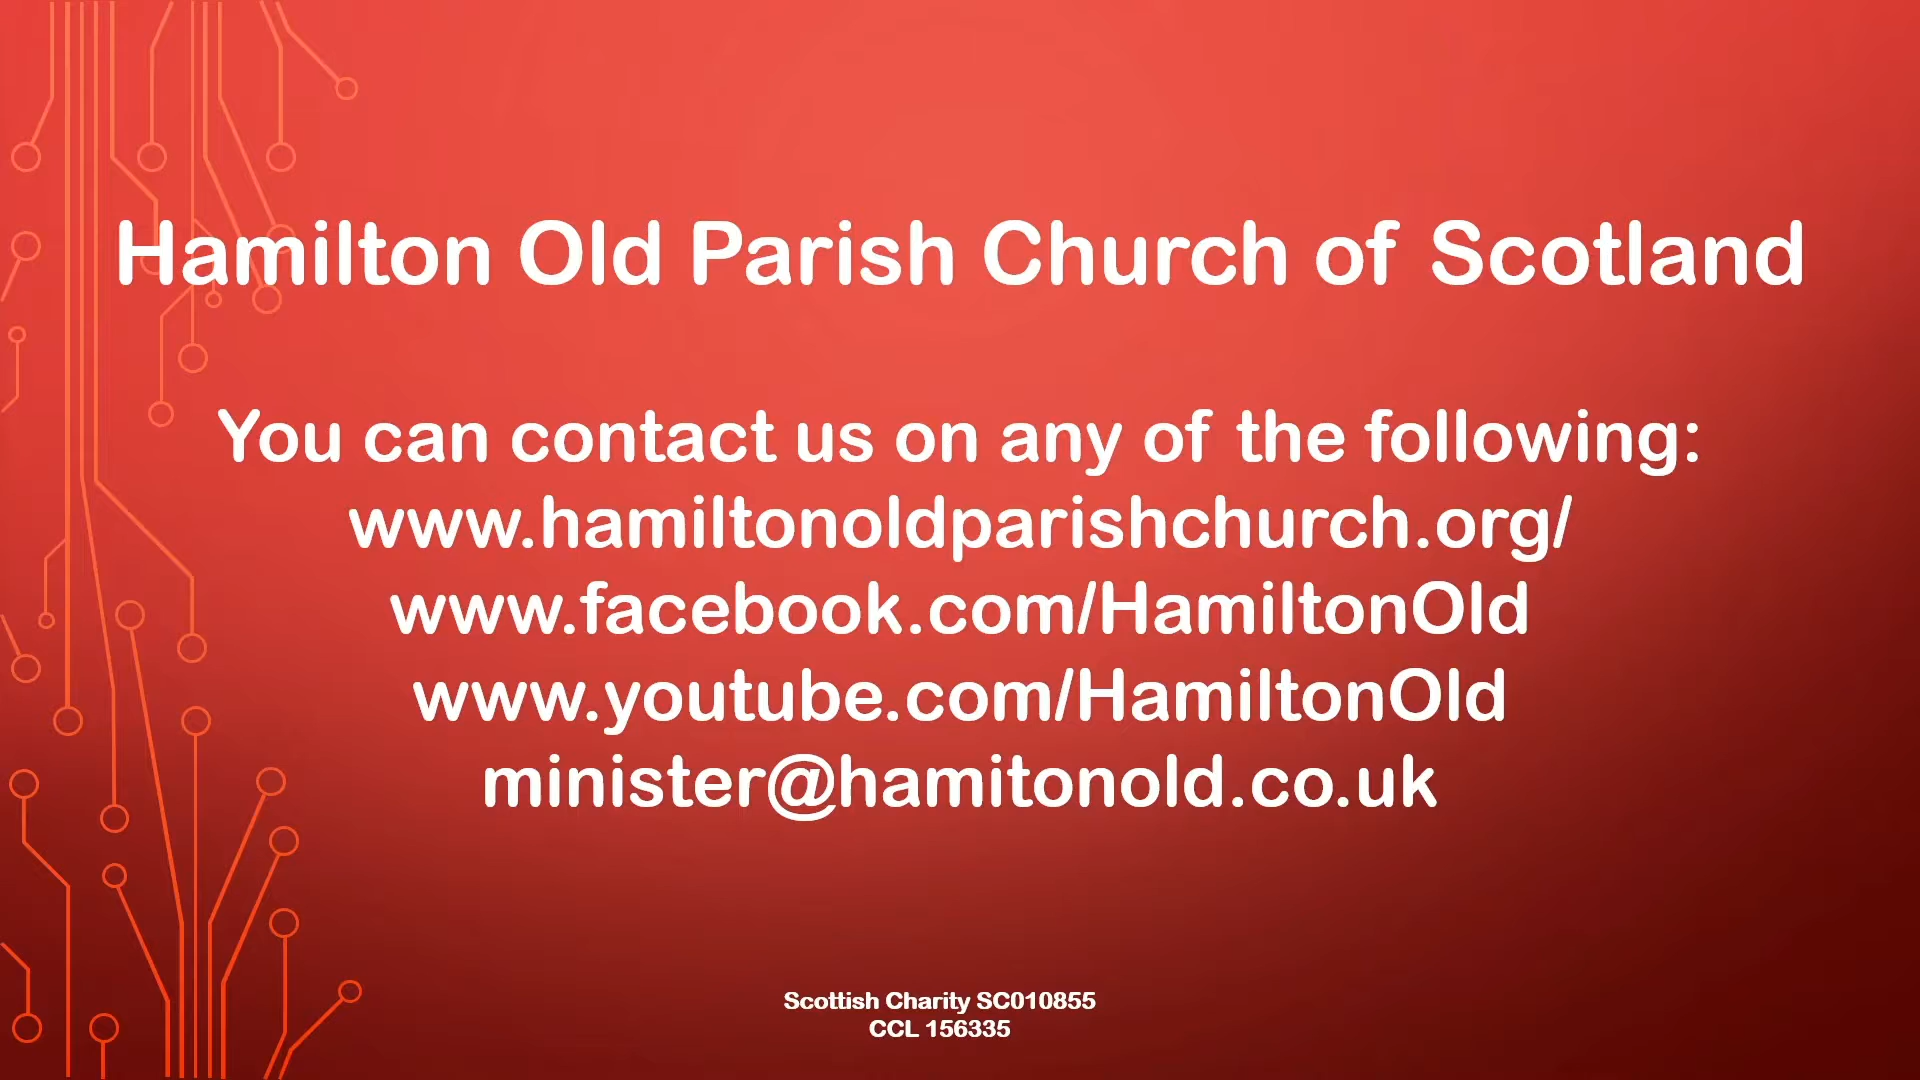 Hamilton Old Parish Church of Scotland
You can contact us on any of the following:
www.hamiltonoldparishchurch.org/
www.facebook.com/HamiltonOld
www.youtube.com/HamiltonOld
minister@hamitonold.co.uk
Scottish Charity SC010855
CCL 156335